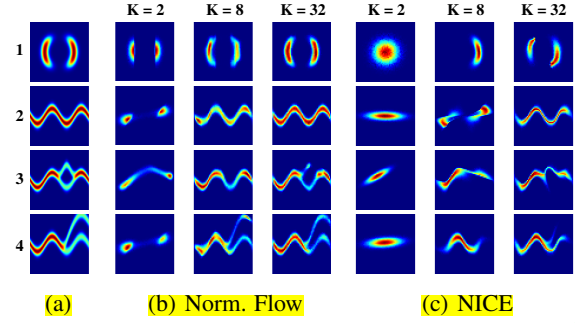 K = 2 K = 8 K = 32 K = 2 K = 8 K = 32
1
2
3
4
(a) (b) Norm. Flow (c) NICE